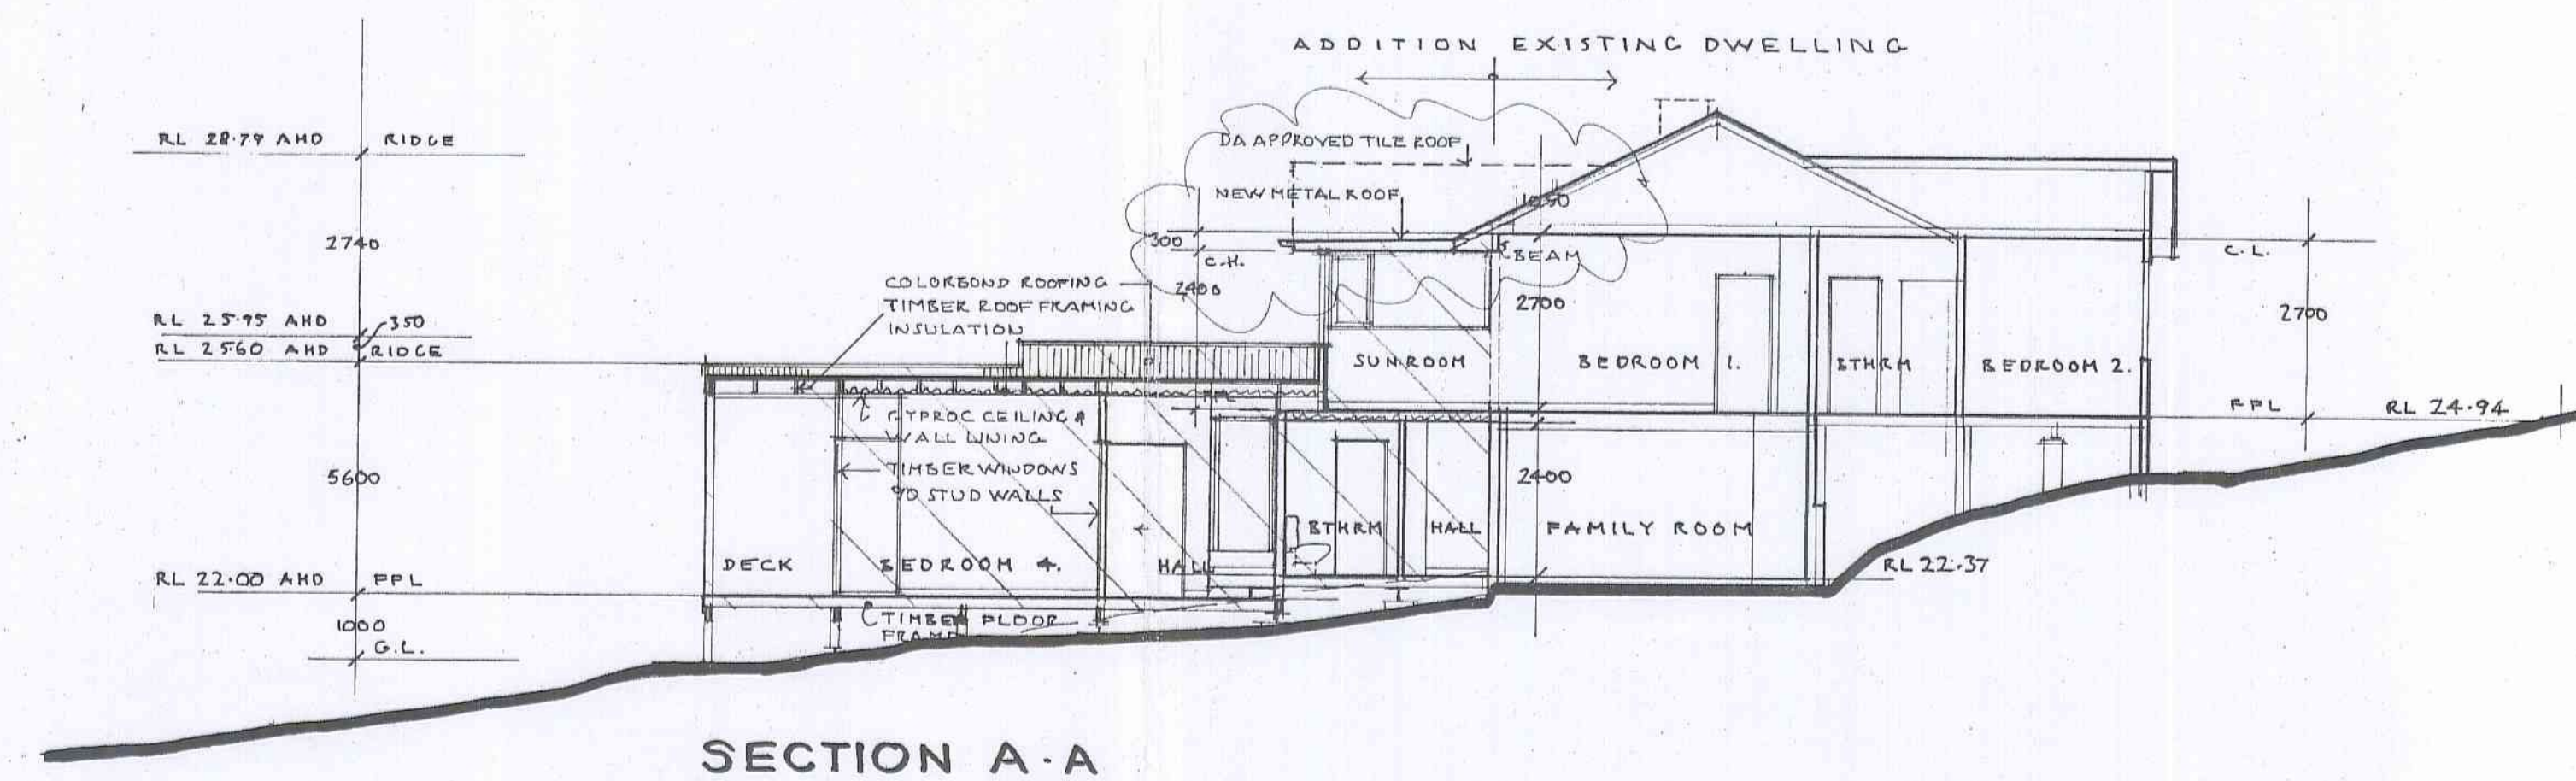 ADDITION EXISTING DWELLING
RL 28.79 AHD RIDGE
DA APPROVED TILE ROOF
NEW METAL ROOF
2740
300
C.H.
BEAM
C.L.
COLORBOND ROOFING
TIMBER ROOF FRAMING
INSULATION
2400
2700
2700
RL 25.95 AHD 350
RL 25.60 AHD RIDGE
SUNROOM
BEDROOM 1.
BTHRM
BEDROOM 2.
FFL
FFL
RL 24.94
GYPROC CEILING &
WALL LINING
TIMBER WINDOWS
90 STUD WALLS
5600
2400
BTHRM
HALL
FAMILY ROOM
DECK
BEDROOM 4.
HALL
RL 22.37
RL 22.00 AHD FFL
TIMBER FLOOR
FRAME
1000
G.L.
SECTION A.A